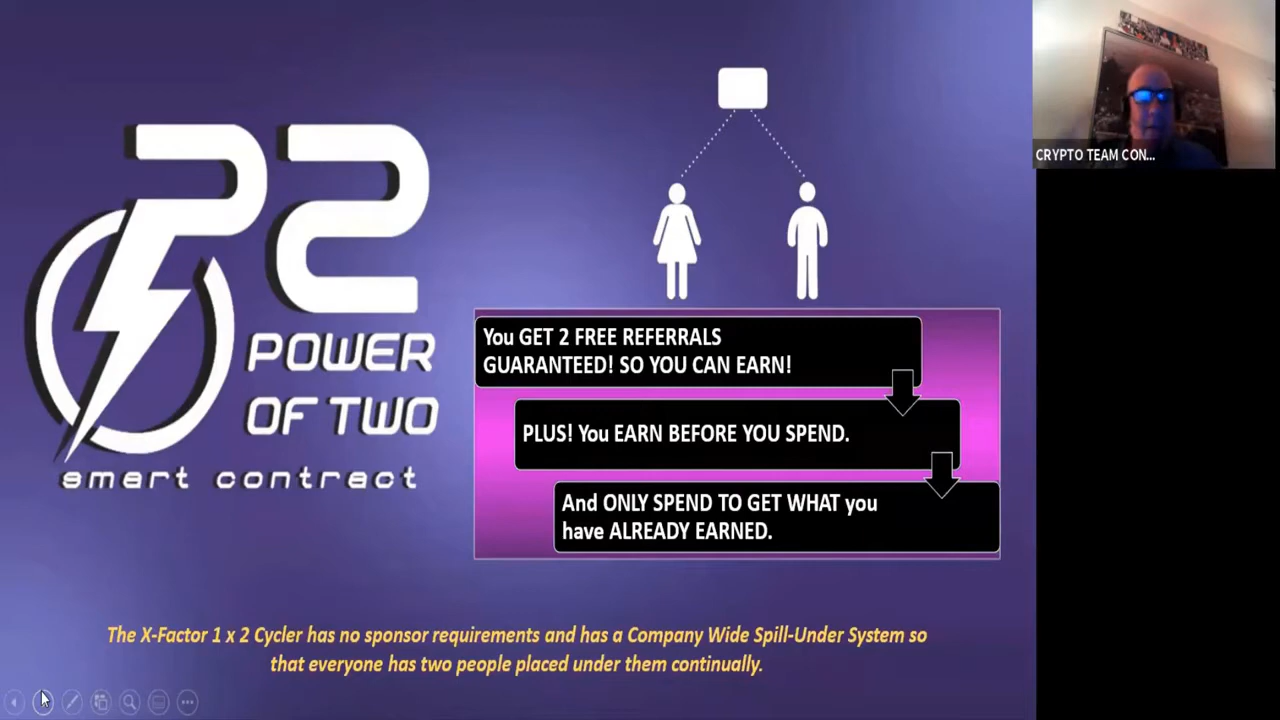 P2
POWER
OF TWO
smart contract
You GET 2 FREE REFERRALS
GUARANTEED! SO YOU CAN EARN!
PLUS! You EARN BEFORE YOU SPEND.
And ONLY SPEND TO GET WHAT you
have ALREADY EARNED.
The X-Factor 1 x 2 Cycler has no sponsor requirements and has a Company Wide Spill-Under System so
that everyone has two people placed under them continually.
CRYPTO TEAM CON...